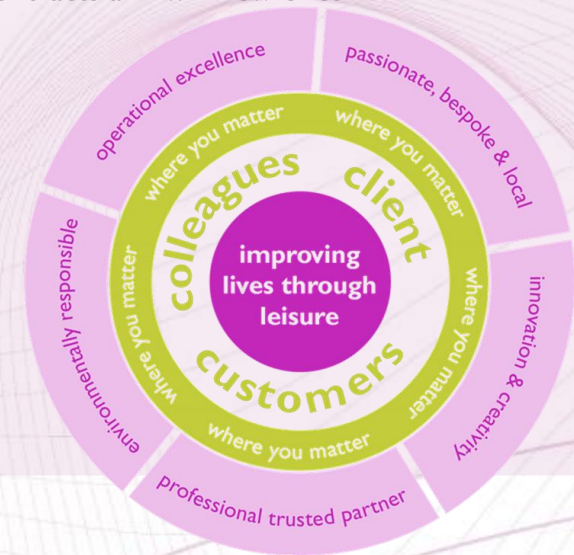 operational excellence
passionate, bespoke & local
innovation & creativity
professional trusted partner
environmentally responsible
where you matter
where you matter
where you matter
where you matter
where you matter
colleagues
client
customers
improving
lives through
leisure